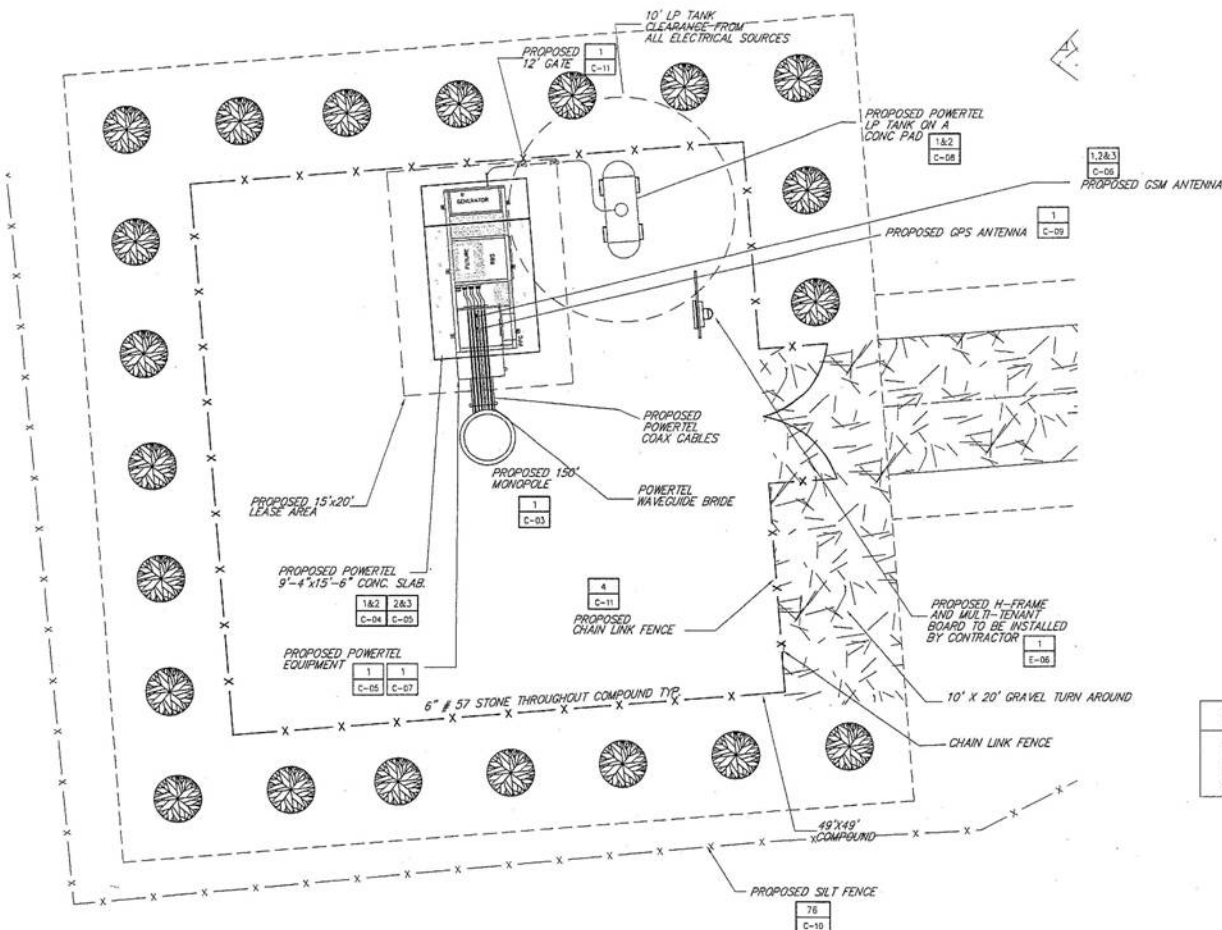 10' LP TANK
CLEARANCE FROM
ALL ELECTRICAL SOURCES
PROPOSED
12' GATE
1
C-11
PROPOSED POWERTEL
LP TANK ON A
CONC PAD
1&2
C-08
1,2&3
C-06
PROPOSED GSM ANTENNA
PROPOSED GPS ANTENNA
1
C-09
GENERATOR
FUTURE
RBS
PPC
PROPOSED
POWERTEL
COAX CABLES
PROPOSED 150'
MONOPOLE
1
C-03
POWERTEL
WAVEGUIDE BRIDE
PROPOSED 15'x20'
LEASE AREA
PROPOSED POWERTEL
9'-4"x15'-6" CONC. SLAB.
1&2
C-04
2&3
C-05
4
C-11
PROPOSED
CHAIN LINK FENCE
PROPOSED H-FRAME
AND MULTI-TENANT
BOARD TO BE INSTALLED
BY CONTRACTOR
1
E-06
PROPOSED POWERTEL
EQUIPMENT
1
C-05
1
C-07
6" # 57 STONE THROUGHOUT COMPOUND TYP.
10' X 20' GRAVEL TURN AROUND
CHAIN LINK FENCE
49'X49'
COMPOUND
PROPOSED SILT FENCE
76
C-10